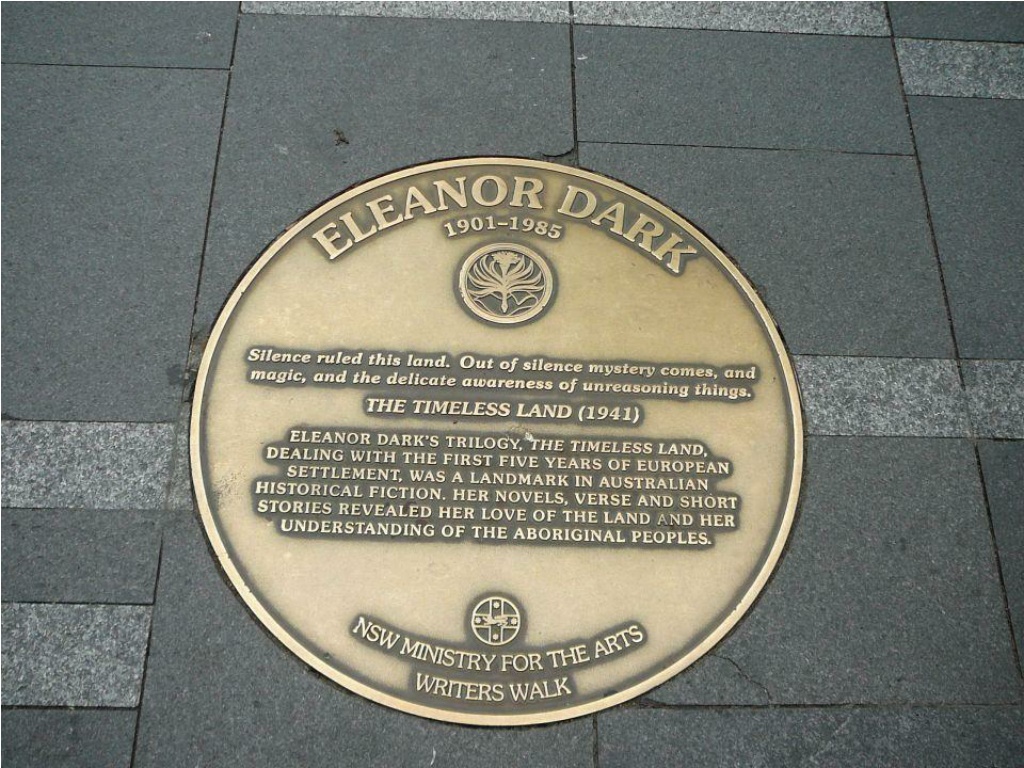 ELEANOR DARK
1901-1985
Silence ruled this land. Out of silence mystery comes, and
magic, and the delicate awareness of unreasoning things.
THE TIMELESS LAND (1941)
ELEANOR DARK'S TRILOGY, THE TIMELESS LAND,
DEALING WITH THE FIRST FIVE YEARS OF EUROPEAN
SETTLEMENT, WAS A LANDMARK IN AUSTRALIAN
HISTORICAL FICTION. HER NOVELS, VERSE AND SHORT
STORIES REVEALED HER LOVE OF THE LAND AND HER
UNDERSTANDING OF THE ABORIGINAL PEOPLES.
NSW MINISTRY FOR THE ARTS
WRITERS WALK